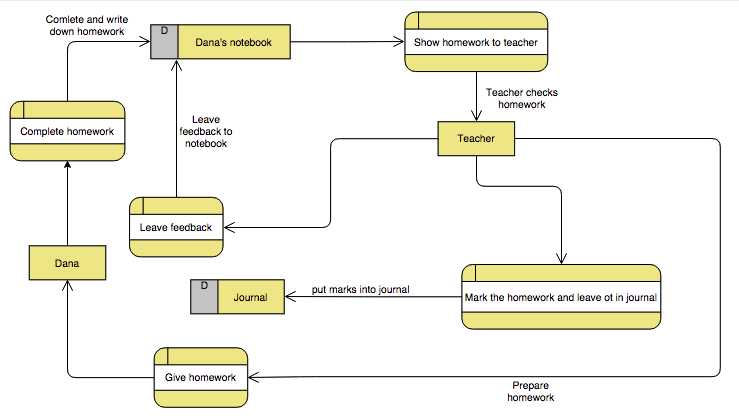 Comlete and write
down homework
D
Dana's notebook
Show homework to teacher
Teacher checks
homework
Leave
feedback to
notebook
Complete homework
Teacher
Leave feedback
Dana
D
Journal
put marks into journal
Mark the homework and leave ot in journal
Give homework
Prepare
homework